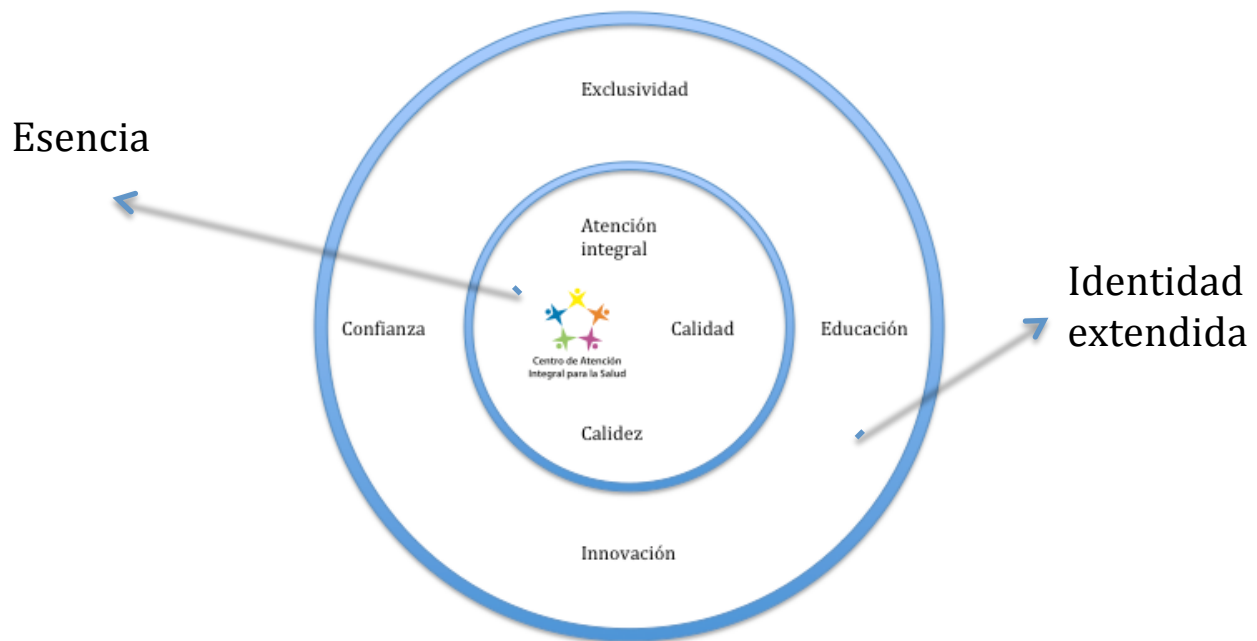 Exclusividad
Esencia
Atención
integral
Identidad
extendida
Confianza
Calidad
Educación
Centro de Atención
Integral para la Salud
Calidez
Innovación